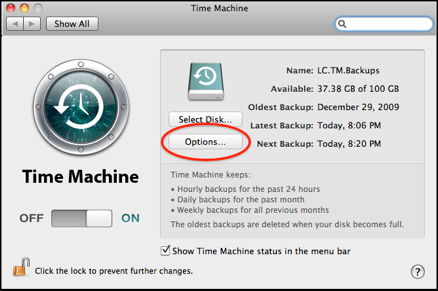 Time Machine
Show All
Name: LC.TM.Backups
Available: 37.38 GB of 100 GB
Oldest Backup: December 29, 2009
Select Disk...
Latest Backup: Today, 8:06 PM
Options...
Next Backup: Today, 8:20 PM
Time Machine
Time Machine keeps:
• Hourly backups for the past 24 hours
• Daily backups for the past month
• Weekly backups for all previous months
The oldest backups are deleted when your disk becomes full.
OFF ON
Show Time Machine status in the menu bar
Click the lock to prevent further changes.
?